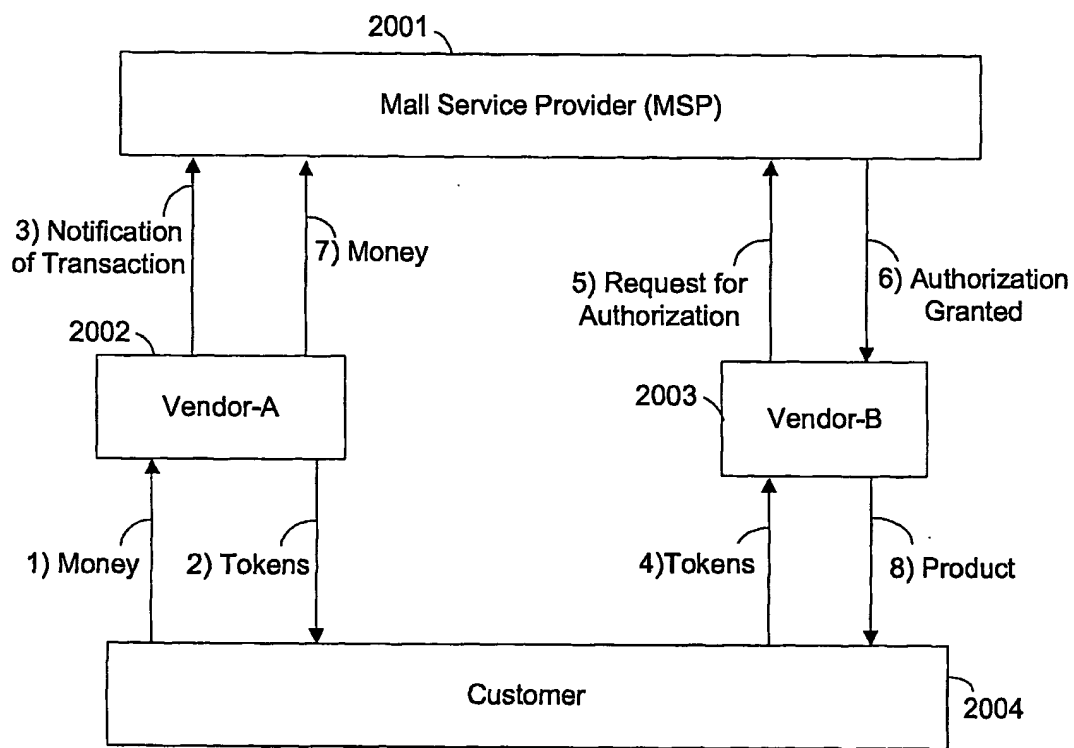 2001
Mall Service Provider (MSP)
3) Notification
of Transaction
7) Money
5) Request for
Authorization
6) Authorization
Granted
2002
Vendor-A
2003
Vendor-B
1) Money
2) Tokens
4)Tokens
8) Product
Customer
2004